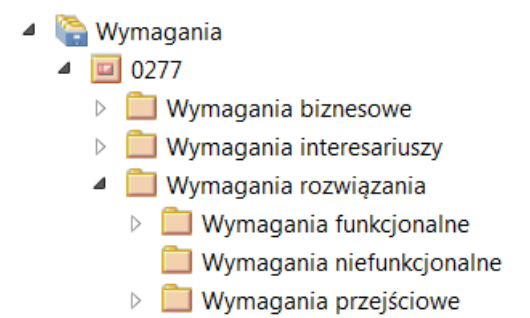 Wymagania
0277
Wymagania biznesowe
Wymagania interesariuszy
Wymagania rozwiązania
Wymagania funkcjonalne
Wymagania niefunkcjonalne
Wymagania przejściowe